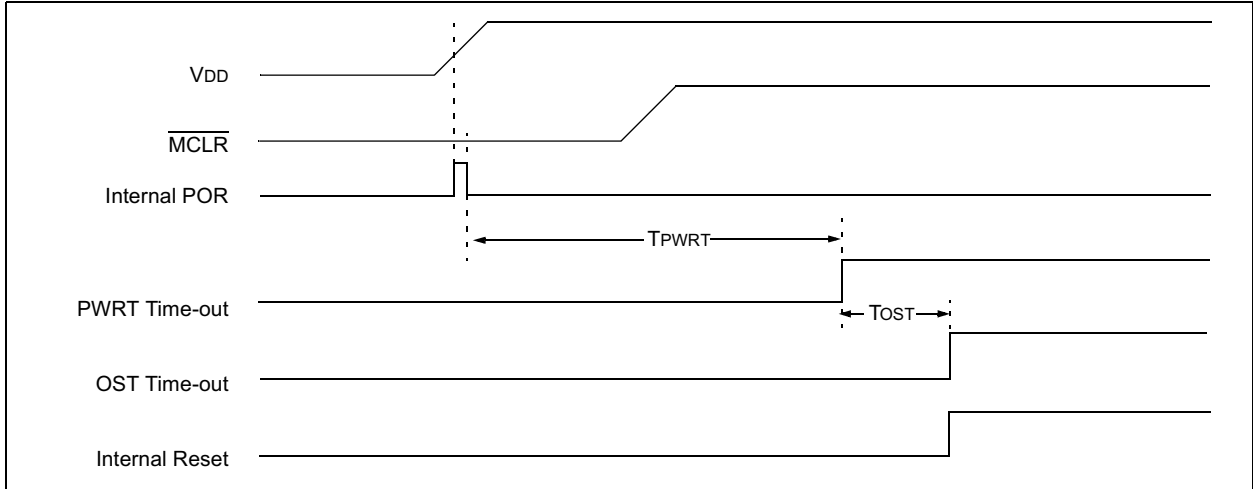 VDD
MCLR
Internal POR
TPWRT
PWRT Time-out
TOST
OST Time-out
Internal Reset